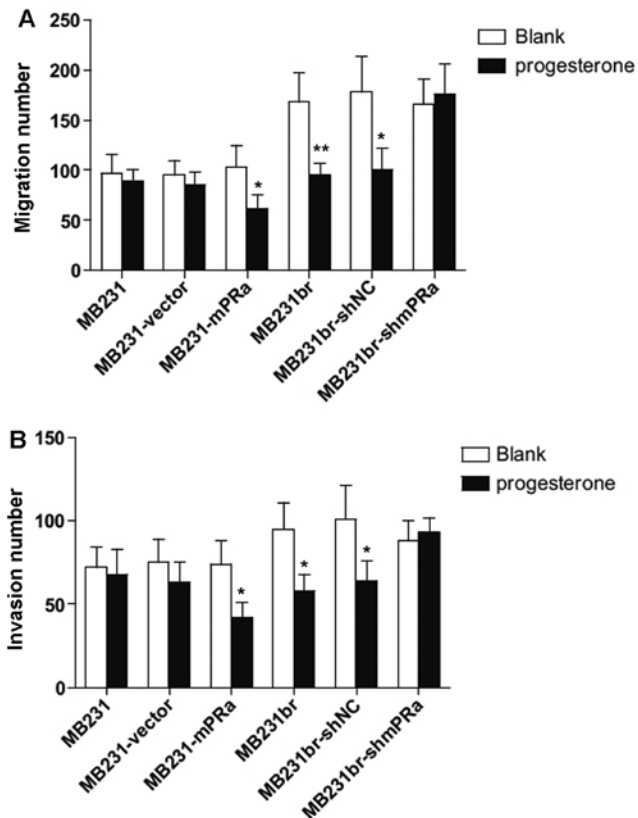 A
Blank
progesterone
Migration number
250
200
150
100
50
0
*
**
*
MB231
MB231-vector
MB231-mPRa
MB231br
MB231br-shNC
MB231br-shmPRa
B
Blank
progesterone
Invasion number
150
100
50
0
*
*
*
MB231
MB231-vector
MB231-mPRa
MB231br
MB231br-shNC
MB231br-shmPRa